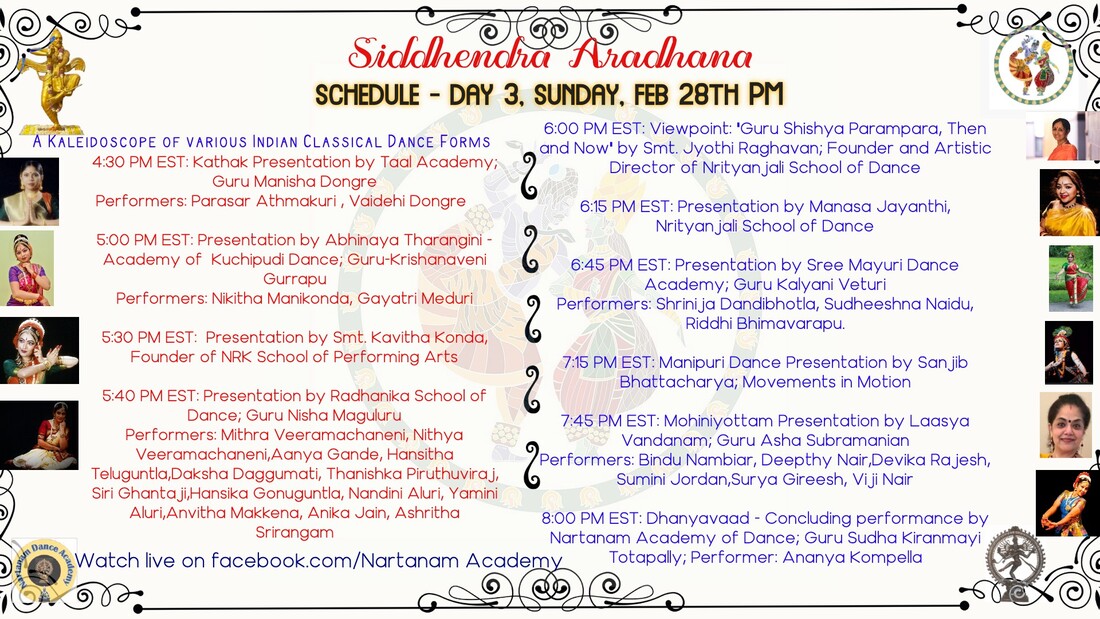 Siddhendra Aradhana
SCHEDULE - DAY 3, SUNDAY, FEB 28TH PM
A KALEIDOSCOPE OF VARIOUS INDIAN CLASSICAL DANCE FORMS
4:30 PM EST: Kathak Presentation by Taal Academy;
Guru Manisha Dongre
Performers: Parasar Athmakuri , Vaidehi Dongre
5:00 PM EST: Presentation by Abhinaya Tharangini -
Academy of Kuchipudi Dance; Guru-Krishanaveni
Gurrapu
Performers: Nikitha Manikonda, Gayatri Meduri
5:30 PM EST: Presentation by Smt. Kavitha Konda,
Founder of NRK School of Performing Arts
5:40 PM EST: Presentation by Radhanika School of
Dance; Guru Nisha Maguluru
Performers: Mithra Veeramachaneni, Nithya
Veeramachaneni,Aanya Gande, Hansitha
Teluguntla,Daksha Daggumati, Thanishka Piruthuviraj,
Siri Ghantaji,Hansika Gonuguntla, Nandini Aluri, Yamini
Aluri,Anvitha Makkena, Anika Jain, Ashritha
Srirangam
Watch live on facebook.com/Nartanam Academy
6:00 PM EST: Viewpoint: "Guru Shishya Parampara, Then
and Now" by Smt. Jyothi Raghavan; Founder and Artistic
Director of Nrityanjali School of Dance
6:15 PM EST: Presentation by Manasa Jayanthi,
Nrityanjali School of Dance
6:45 PM EST: Presentation by Sree Mayuri Dance
Academy; Guru Kalyani Veturi
Performers: Shrinija Dandibhotla, Sudheeshna Naidu,
Riddhi Bhimavarapu.
7:15 PM EST: Manipuri Dance Presentation by Sanjib
Bhattacharya; Movements in Motion
7:45 PM EST: Mohiniyottam Presentation by Laasya
Vandanam; Guru Asha Subramanian
Performers: Bindu Nambiar, Deepthy Nair,Devika Rajesh,
Sumini Jordan,Surya Gireesh, Viji Nair
8:00 PM EST: Dhanyavaad - Concluding performance by
Nartanam Academy of Dance; Guru Sudha Kiranmayi
Totapally; Performer: Ananya Kompella
Nartanam Dance Academy